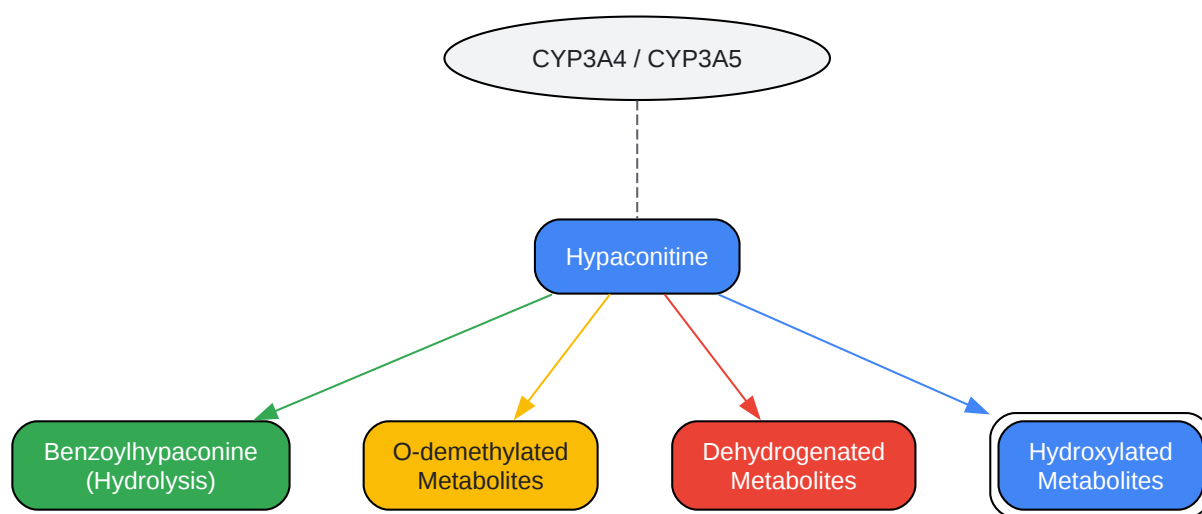 CYP3A4 / CYP3A5
Hypaconitine
Benzoylhypaconine
(Hydrolysis)
O-demethylated
Metabolites
Dehydrogenated
Metabolites
Hydroxylated
Metabolites